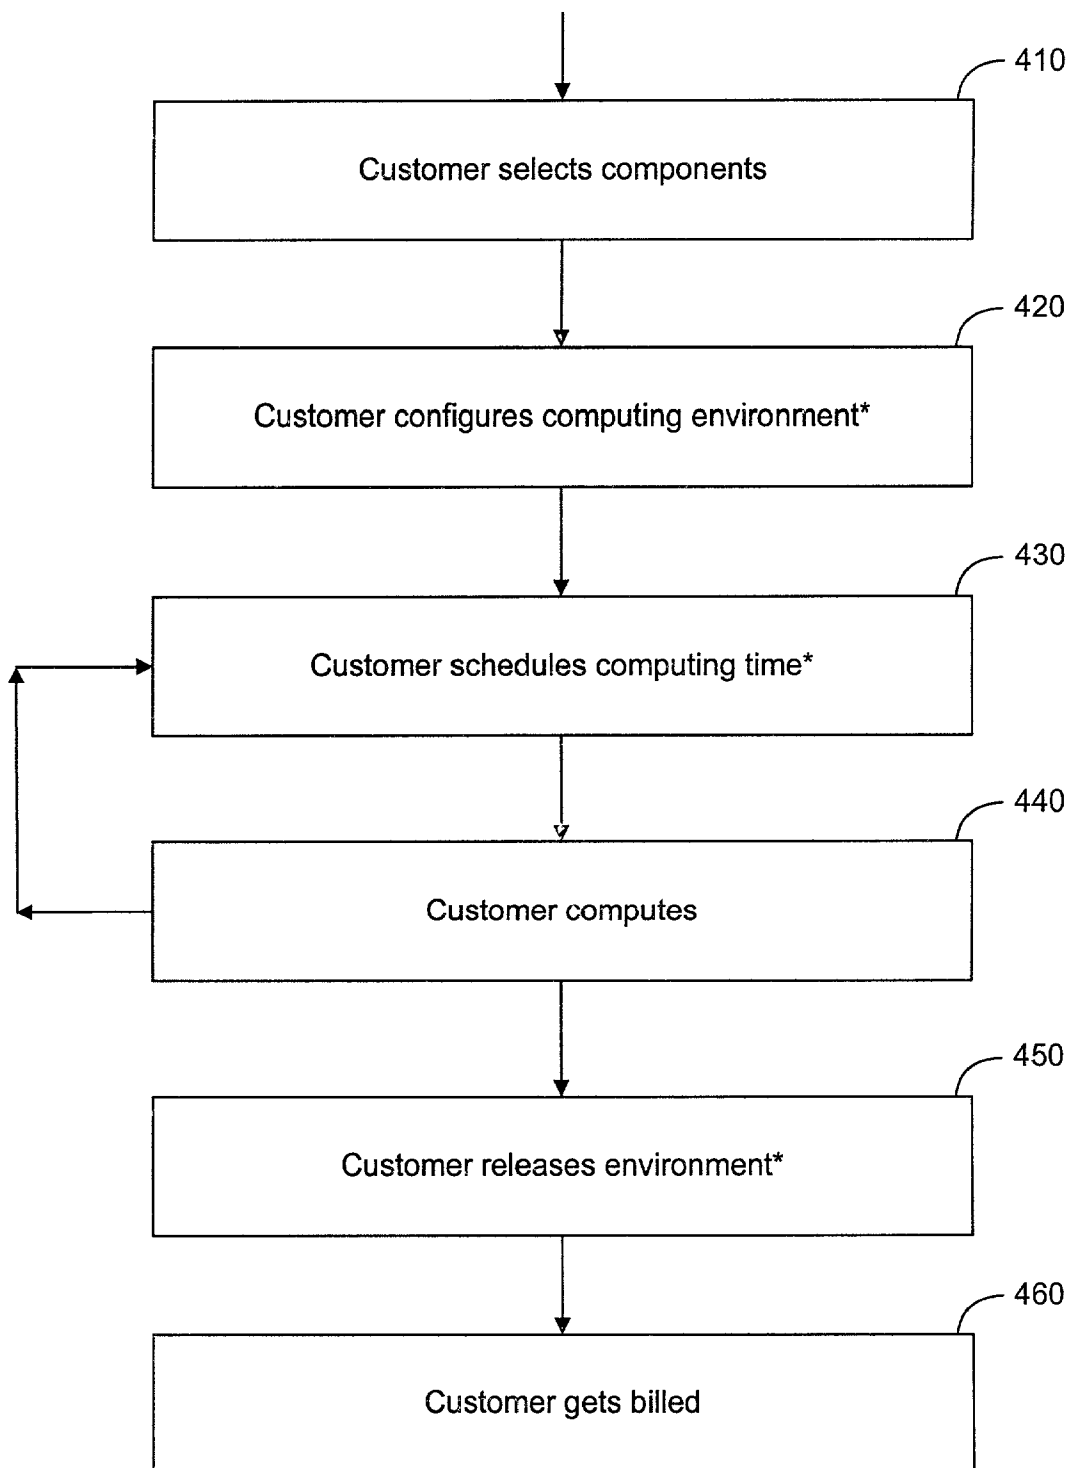 410
Customer selects components
420
Customer configures computing environment*
430
Customer schedules computing time*
440
Customer computes
450
Customer releases environment*
460
Customer gets billed